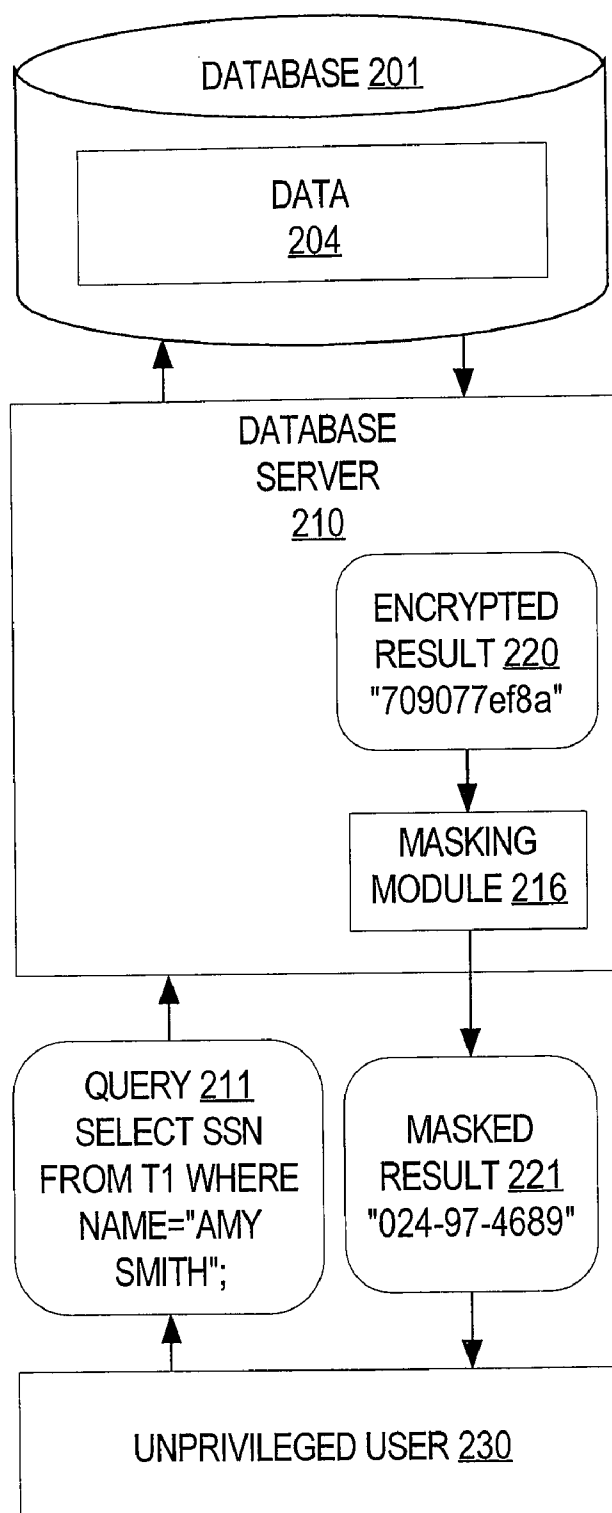 DATABASE 201
DATA
204
DATABASE
SERVER
210
ENCRYPTED
RESULT 220
"709077ef8a"
MASKING
MODULE 216
QUERY 211
SELECT SSN
FROM T1 WHERE
NAME="AMY
SMITH";
MASKED
RESULT 221
"024-97-4689"
UNPRIVILEGED USER 230